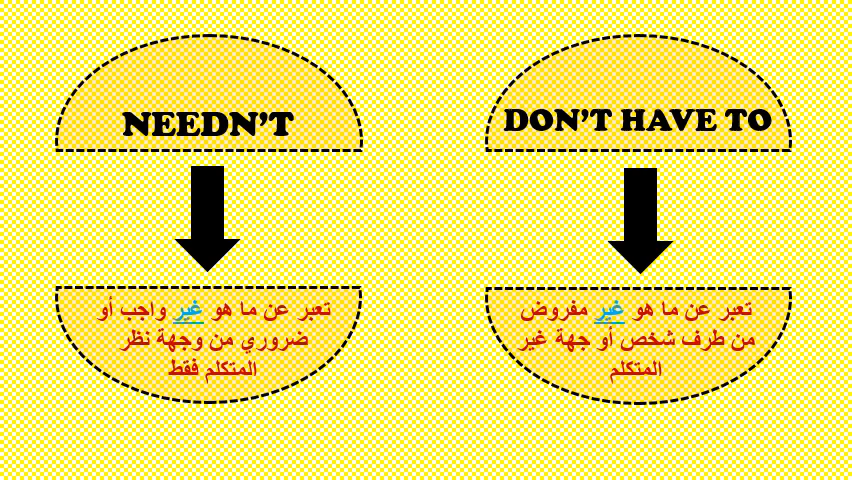 NEEDN'T
تعبر عن ما هو غير واجب أو
ضروري من وجهة نظر
المتكلم فقط
DON'T HAVE TO
تعبر عن ما هو غير مفروض
من طرف شخص أو جهة غير
المتكلم